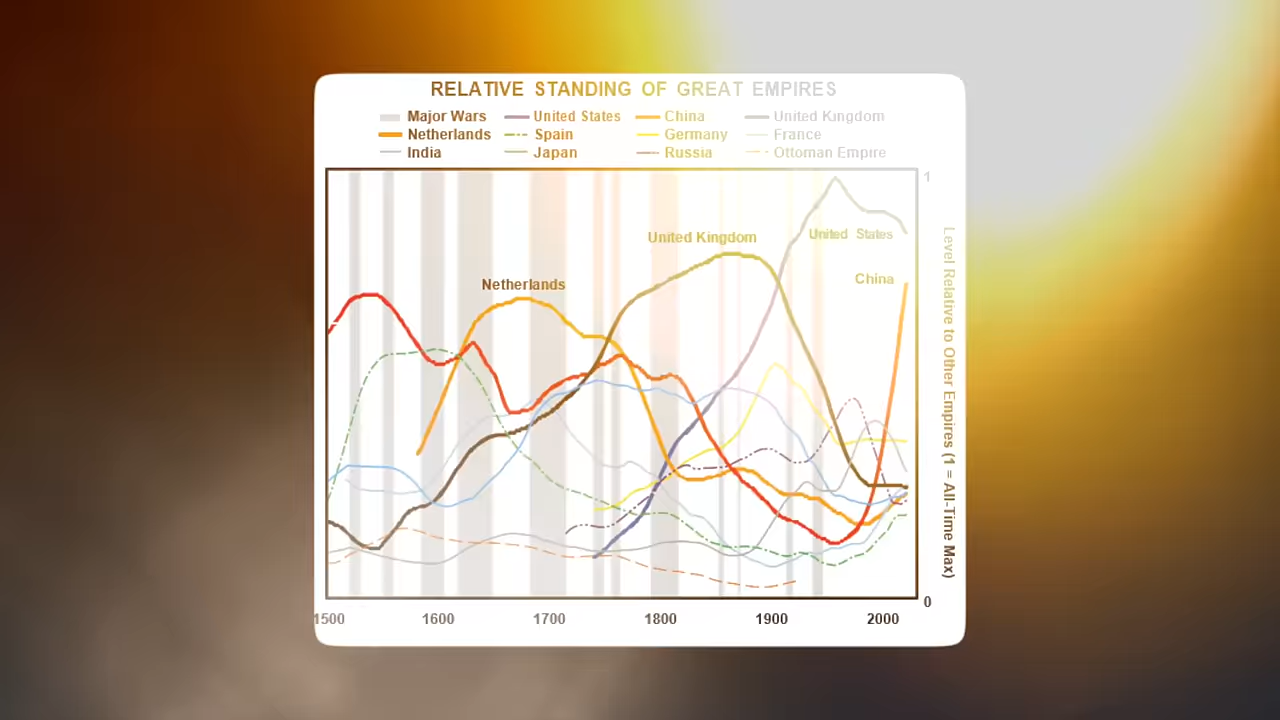 RELATIVE STANDING OF GREAT EMPIRES
Major Wars United States China United Kingdom
Netherlands Spain Germany France
India Japan Russia Ottoman Empire
1
United Kingdom
United States
China
Netherlands
Level Relative to Other Empires (1 = All-Time Max)
0
1500 1600 1700 1800 1900 2000